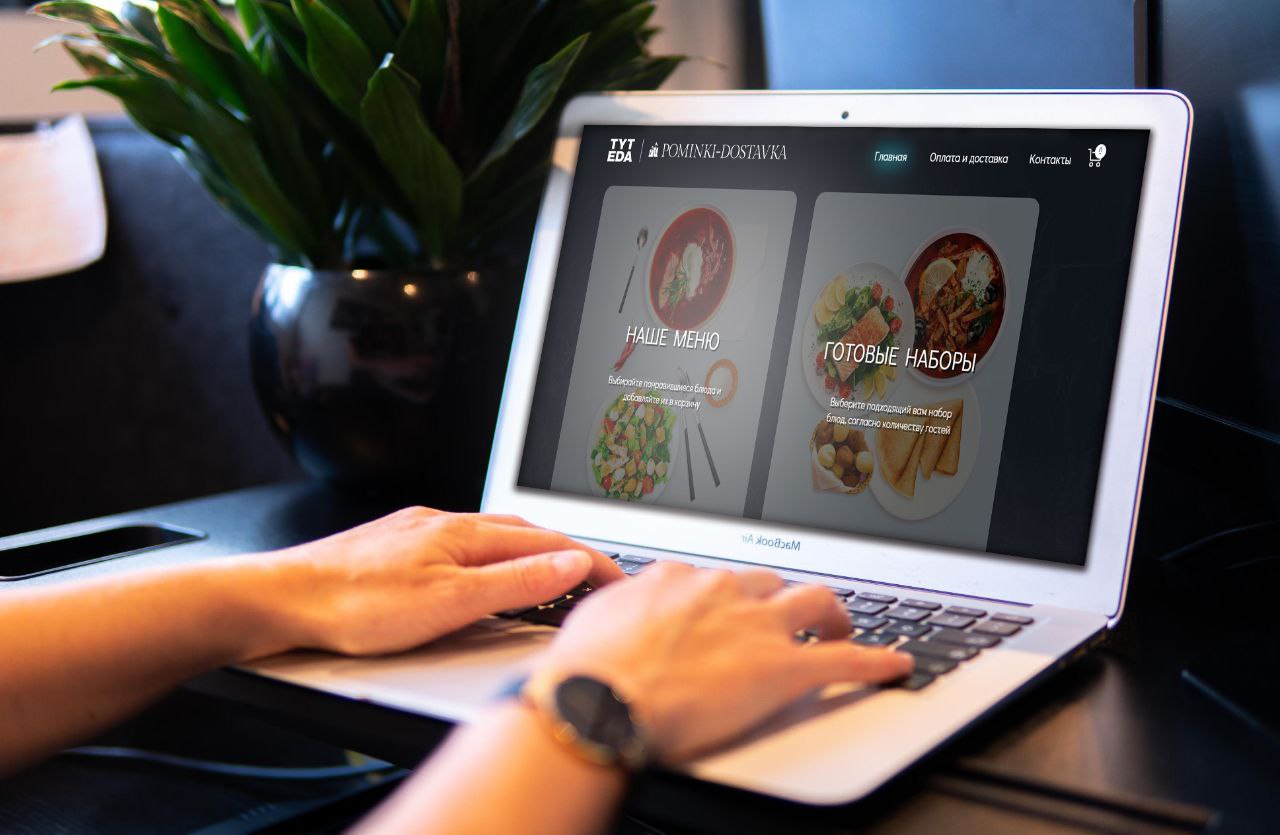 TYT
EDA
POMINKI-DOSTAVKA
Главная
Оплата и доставка
Контакты
0
НАШЕ МЕНЮ
Выбирайте понравившиеся блюда и
добавляйте их в корзину
ГОТОВЫЕ НАБОРЫ
Выберите подходящий вам набор
блюд, согласно количеству гостей
MacBook Air